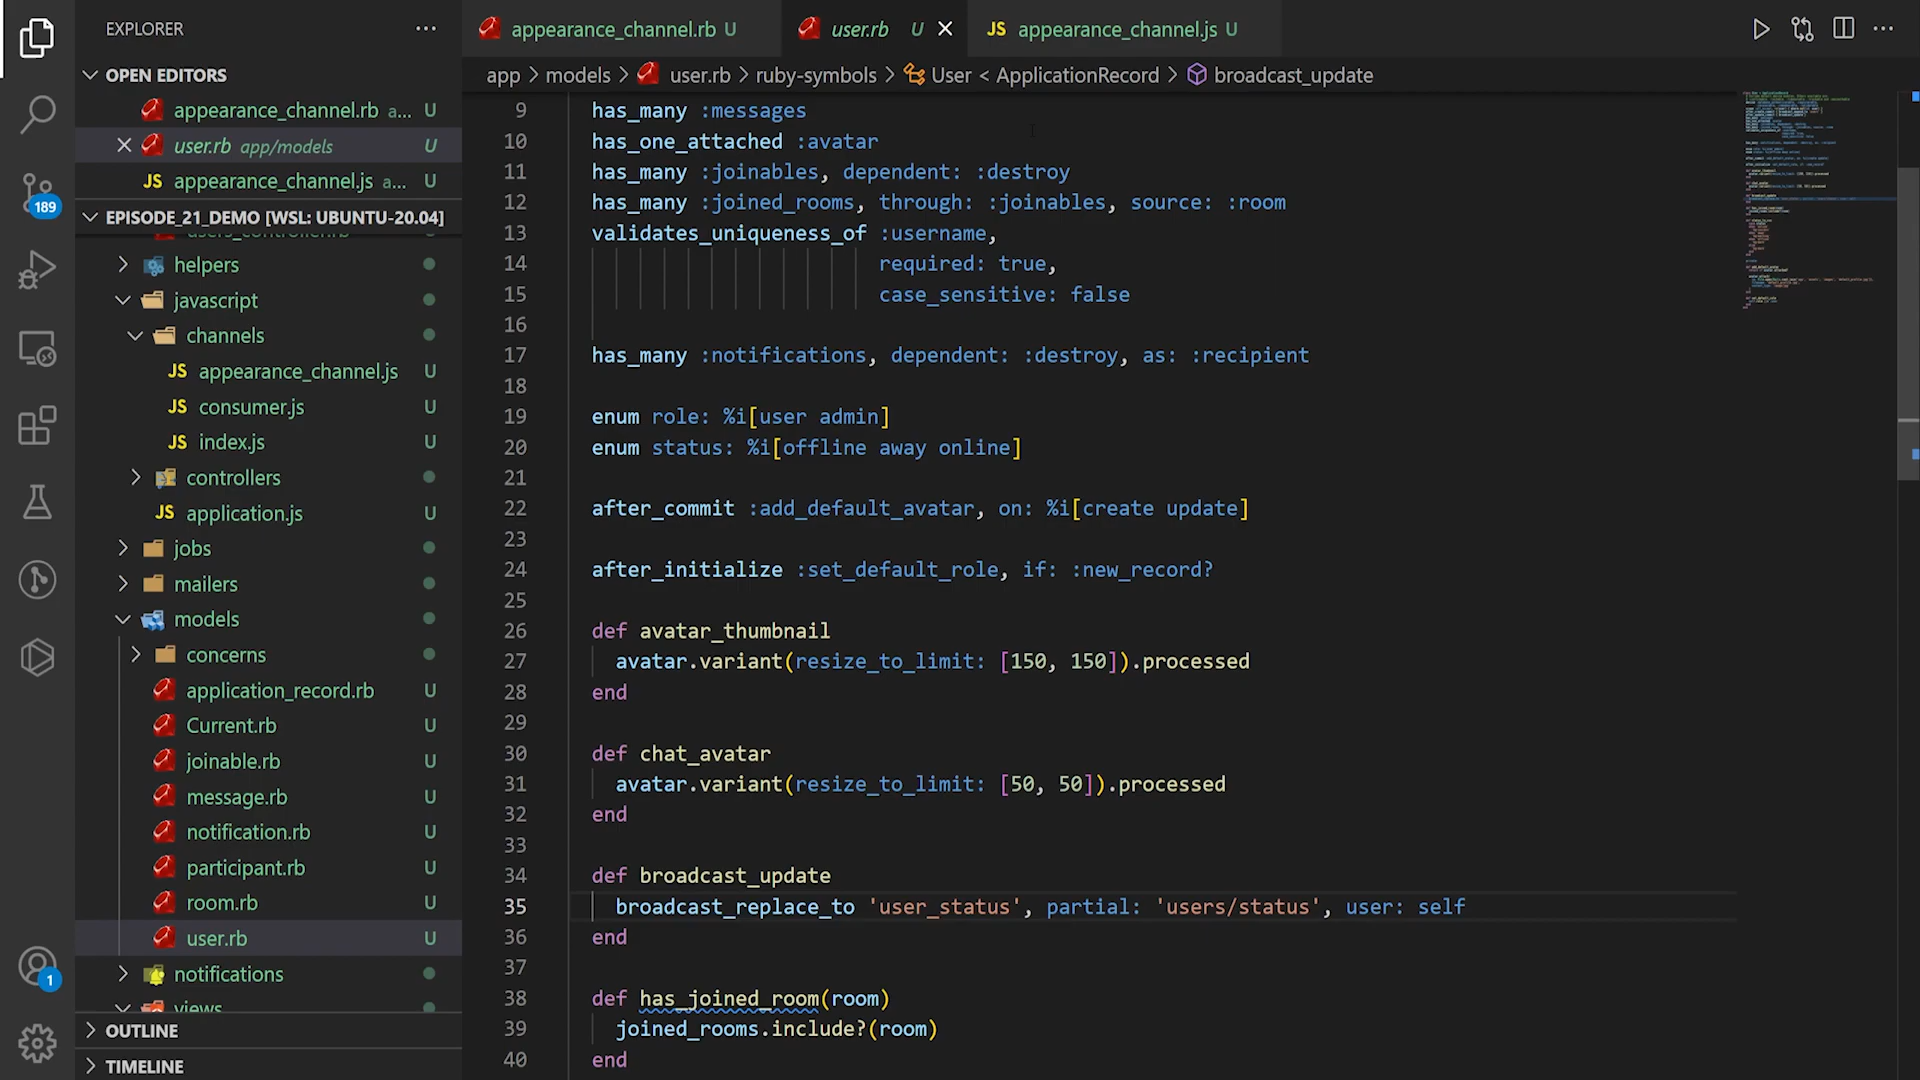 EXPLORER
OPEN EDITORS
appearance_channel.rb a... U
user.rb app/models U
JS appearance_channel.js a... U
EPISODE_21_DEMO [WSL: UBUNTU-20.04]
users_controller.rb
helpers
javascript
channels
JS appearance_channel.js U
JS consumer.js U
JS index.js U
controllers
JS application.js U
jobs
mailers
models
concerns
application_record.rb U
Current.rb U
joinable.rb U
message.rb U
notification.rb U
participant.rb U
room.rb U
user.rb U
notifications
views
OUTLINE
TIMELINE
189
1
appearance_channel.rb U
user.rb U
JS appearance_channel.js U
app > models > user.rb > ruby-symbols > User < ApplicationRecord > broadcast_update
9 has_many :messages
10 has_one_attached :avatar
11 has_many :joinables, dependent: :destroy
12 has_many :joined_rooms, through: :joinables, source: :room
13 validates_uniqueness_of :username,
14 required: true,
15 case_sensitive: false
16
17 has_many :notifications, dependent: :destroy, as: :recipient
18
19 enum role: %i[user admin]
20 enum status: %i[offline away online]
21
22 after_commit :add_default_avatar, on: %i[create update]
23
24 after_initialize :set_default_role, if: :new_record?
25
26 def avatar_thumbnail
27 avatar.variant(resize_to_limit: [150, 150]).processed
28 end
29
30 def chat_avatar
31 avatar.variant(resize_to_limit: [50, 50]).processed
32 end
33
34 def broadcast_update
35 broadcast_replace_to 'user_status', partial: 'users/status', user: self
36 end
37
38 def has_joined_room(room)
39 joined_rooms.include?(room)
40 end